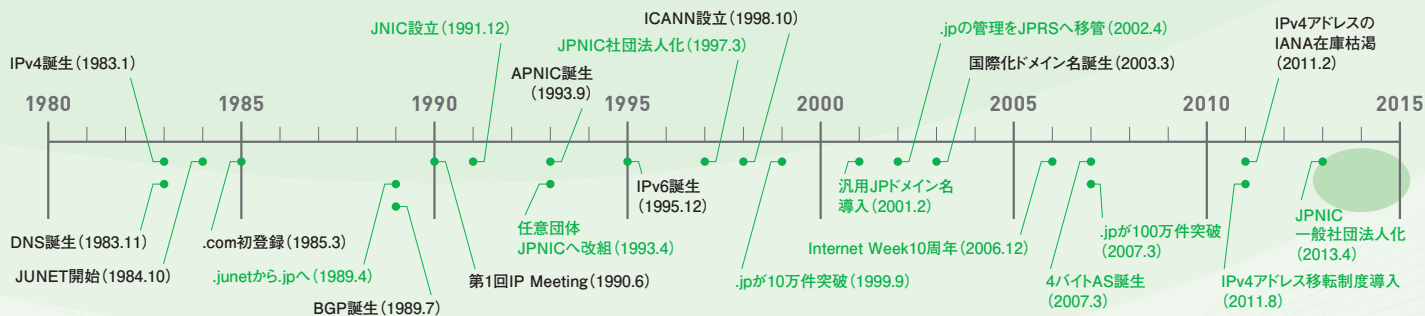 ICANN設立（1998.10）
JNIC設立（1991.12）
.jpの管理をJPRSへ移管（2002.4）
IPv4アドレスの
IANA在庫枯渇
（2011.2）
JPNIC社団法人化（1997.3）
IPv4誕生（1983.1）
APNIC誕生
（1993.9）
国際化ドメイン名誕生（2003.3）
1980
1985
1990
1995
2000
2005
2010
2015
DNS誕生（1983.11）
JUNET開始（1984.10）
.com初登録（1985.3）
.junetから.jpへ（1989.4）
BGP誕生（1989.7）
第1回IP Meeting（1990.6）
任意団体
JPNICへ改組（1993.4）
IPv6誕生
（1995.12）
.jpが10万件突破（1999.9）
汎用JPドメイン名
導入（2001.2）
Internet Week10周年（2006.12）
4バイトAS誕生
（2007.3）
.jpが100万件突破
（2007.3）
IPv4アドレス移転制度導入
（2011.8）
JPNIC
一般社団法人化
（2013.4）